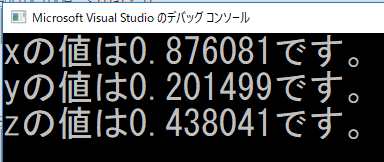 Microsoft Visual Studio のデバッグ コンソール
xの値は0.876081です。
yの値は0.201499です。
zの値は0.438041です。